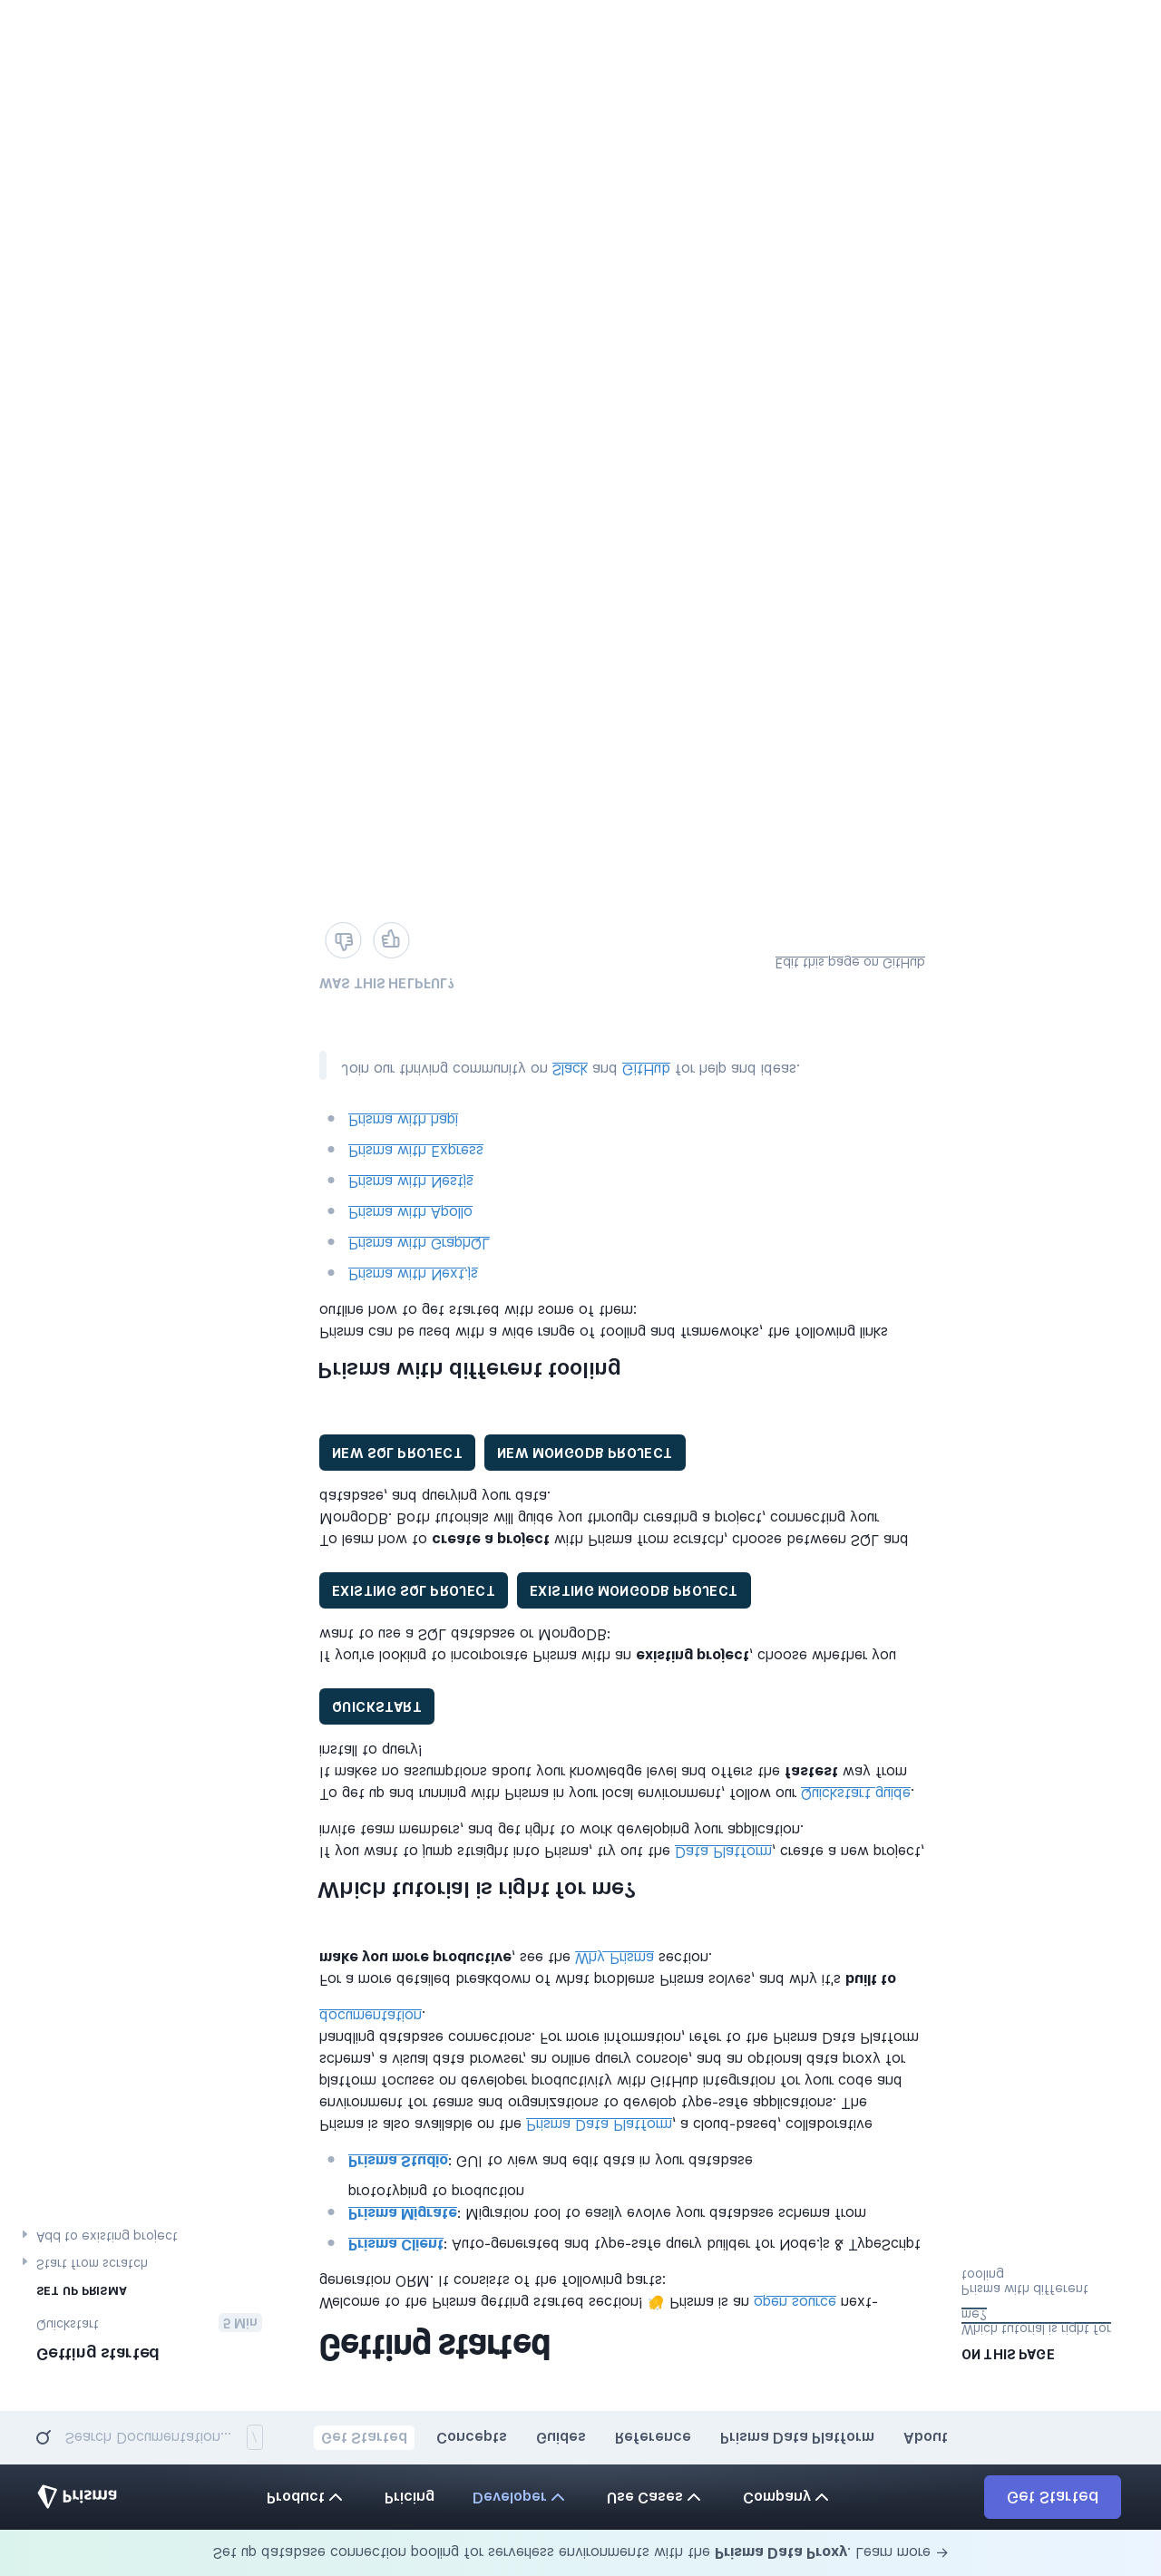 Set up database connection pooling for serverless environments with the Prisma Data Proxy. Learn more →
Prisma
Product
Pricing
Developer
Use Cases
Company
Get Started
Search Documentation...
/
Get Started
Concepts
Guides
Reference
Prisma Data Platform
About
Getting started
Quickstart
5 Min
SET UP PRISMA
Start from scratch
Add to existing project
Getting started
Welcome to the Prisma getting started section! 👋 Prisma is an open source next-
generation ORM. It consists of the following parts:
Prisma Client: Auto-generated and type-safe query builder for Node.js & TypeScript
Prisma Migrate: Migration tool to easily evolve your database schema from
prototyping to production
Prisma Studio: GUI to view and edit data in your database
Prisma is also available on the Prisma Data Platform, a cloud-based, collaborative
environment for teams and organizations to develop type-safe applications. The
platform focuses on developer productivity with GitHub integration for your code and
schema, a visual data browser, an online query console, and an optional data proxy for
handling database connections. For more information, refer to the Prisma Data Platform
documentation.
For a more detailed breakdown of what problems Prisma solves, and why it's built to
make you more productive, see the Why Prisma section.
Which tutorial is right for me?
If you want to jump straight into Prisma, try out the Data Platform, create a new project,
invite team members, and get right to work developing your application.
To get up and running with Prisma in your local environment, follow our Quickstart guide.
It makes no assumptions about your knowledge level and offers the fastest way from
install to query!
QUICKSTART
If you're looking to incorporate Prisma with an existing project, choose whether you
want to use a SQL database or MongoDB:
EXISTING SQL PROJECT
EXISTING MONGODB PROJECT
To learn how to create a project with Prisma from scratch, choose between SQL and
MongoDB. Both tutorials will guide you through creating a project, connecting your
database, and querying your data.
NEW SQL PROJECT
NEW MONGODB PROJECT
Prisma with different tooling
Prisma can be used with a wide range of tooling and frameworks, the following links
outline how to get started with some of them:
Prisma with Next.js
Prisma with GraphQL
Prisma with Apollo
Prisma with Nestjs
Prisma with Express
Prisma with hapi
Join our thriving community on Slack and GitHub for help and ideas.
WAS THIS HELPFUL?
Edit this page on GitHub
ON THIS PAGE
Which tutorial is right for
me?
Prisma with different
tooling